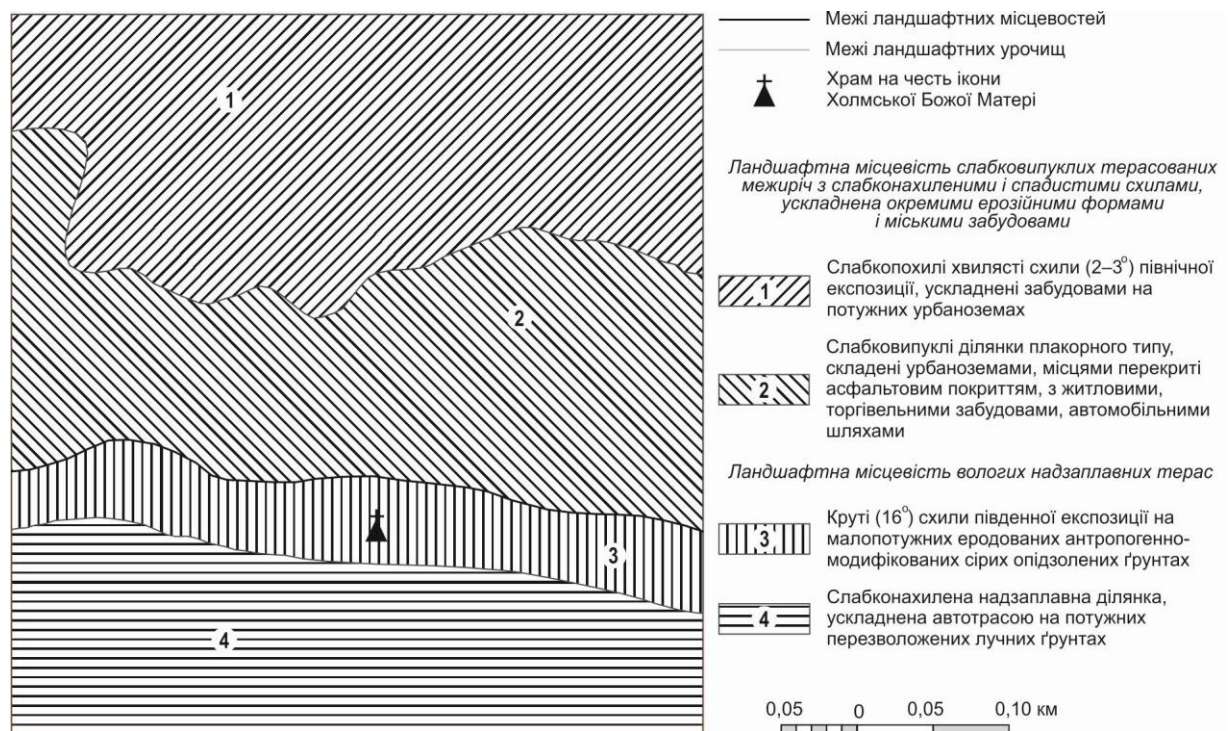 1
2
3
4
Межі ландшафтних місцевостей
Межі ландшафтних урочищ
Храм на честь ікони
Холмської Божої Матері
Ландшафтна місцевість слабковипуклих терасованих
межиріч з слабконахиленими і спадистими схилами,
ускладнена окремими ерозійними формами
і міськими забудовами
1
Слабкопохилі хвилясті схили (2–3°) північної
експозиції, ускладнені забудовами на
потужних урбаноземах
2
Слабковипуклі ділянки плакорного типу,
складені урбаноземами, місцями перекриті
асфальтовим покриттям, з житловими,
торгівельними забудовами, автомобільними
шляхами
Ландшафтна місцевість вологих надзаплавних терас
3
Круті (16°) схили південної експозиції на
малопотужних еродованих антропогенно-
модифікованих сірих опідзолених ґрунтах
4
Слабконахилена надзаплавна ділянка,
ускладнена автотрасою на потужних
перезволожених лучних ґрунтах
0,05 0 0,05 0,10 км